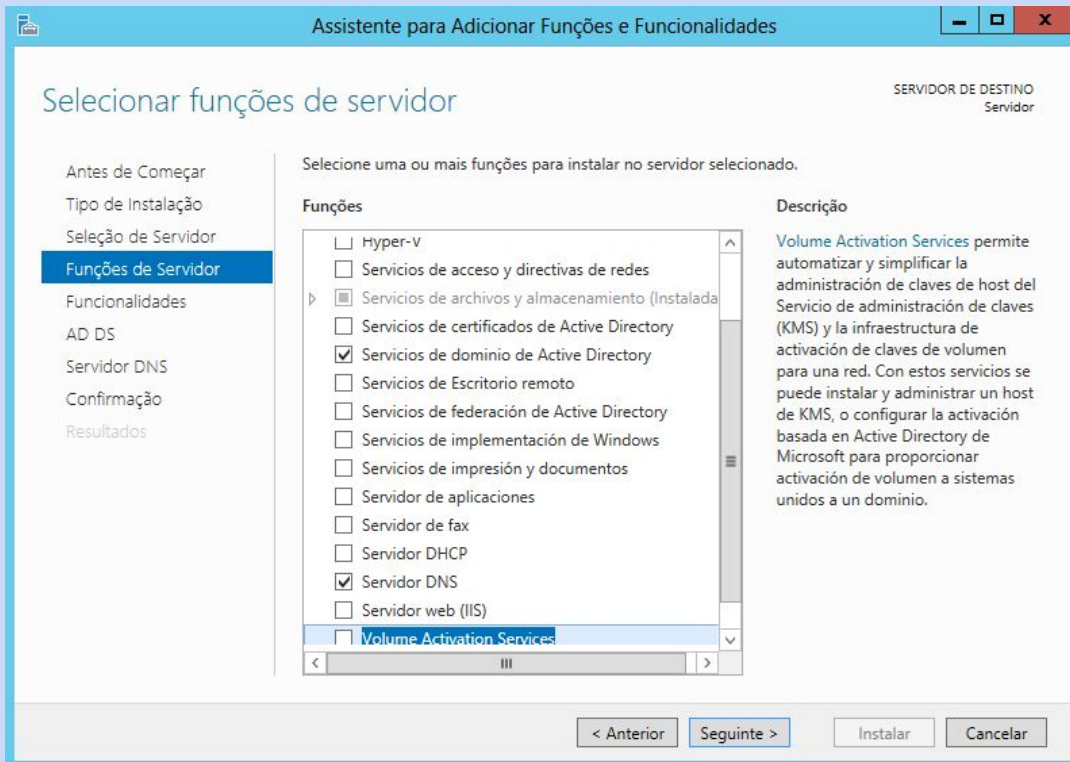 Assistente para Adicionar Funções e Funcionalidades
Selecionar funções de servidor
SERVIDOR DE DESTINO
Servidor
Antes de Começar
Tipo de Instalação
Seleção de Servidor
Funções de Servidor
Funcionalidades
AD DS
Servidor DNS
Confirmação
Resultados
Selecione uma ou mais funções para instalar no servidor selecionado.
Funções
Hyper-V
Servicios de acceso y directivas de redes
Servicios de archivos y almacenamiento (Instalada
Servicios de certificados de Active Directory
Servicios de dominio de Active Directory
Servicios de Escritorio remoto
Servicios de federación de Active Directory
Servicios de implementación de Windows
Servicios de impresión y documentos
Servidor de aplicaciones
Servidor de fax
Servidor DHCP
Servidor DNS
Servidor web (IIS)
Volume Activation Services
Descrição
Volume Activation Services permite
automatizar y simplificar la
administración de claves de host del
Servicio de administración de claves
(KMS) y la infraestructura de
activación de claves de volumen
para una red. Con estos servicios se
puede instalar y administrar un host
de KMS, o configurar la activación
basada en Active Directory de
Microsoft para proporcionar
activación de volumen a sistemas
unidos a un dominio.
< Anterior
Seguinte >
Instalar
Cancelar